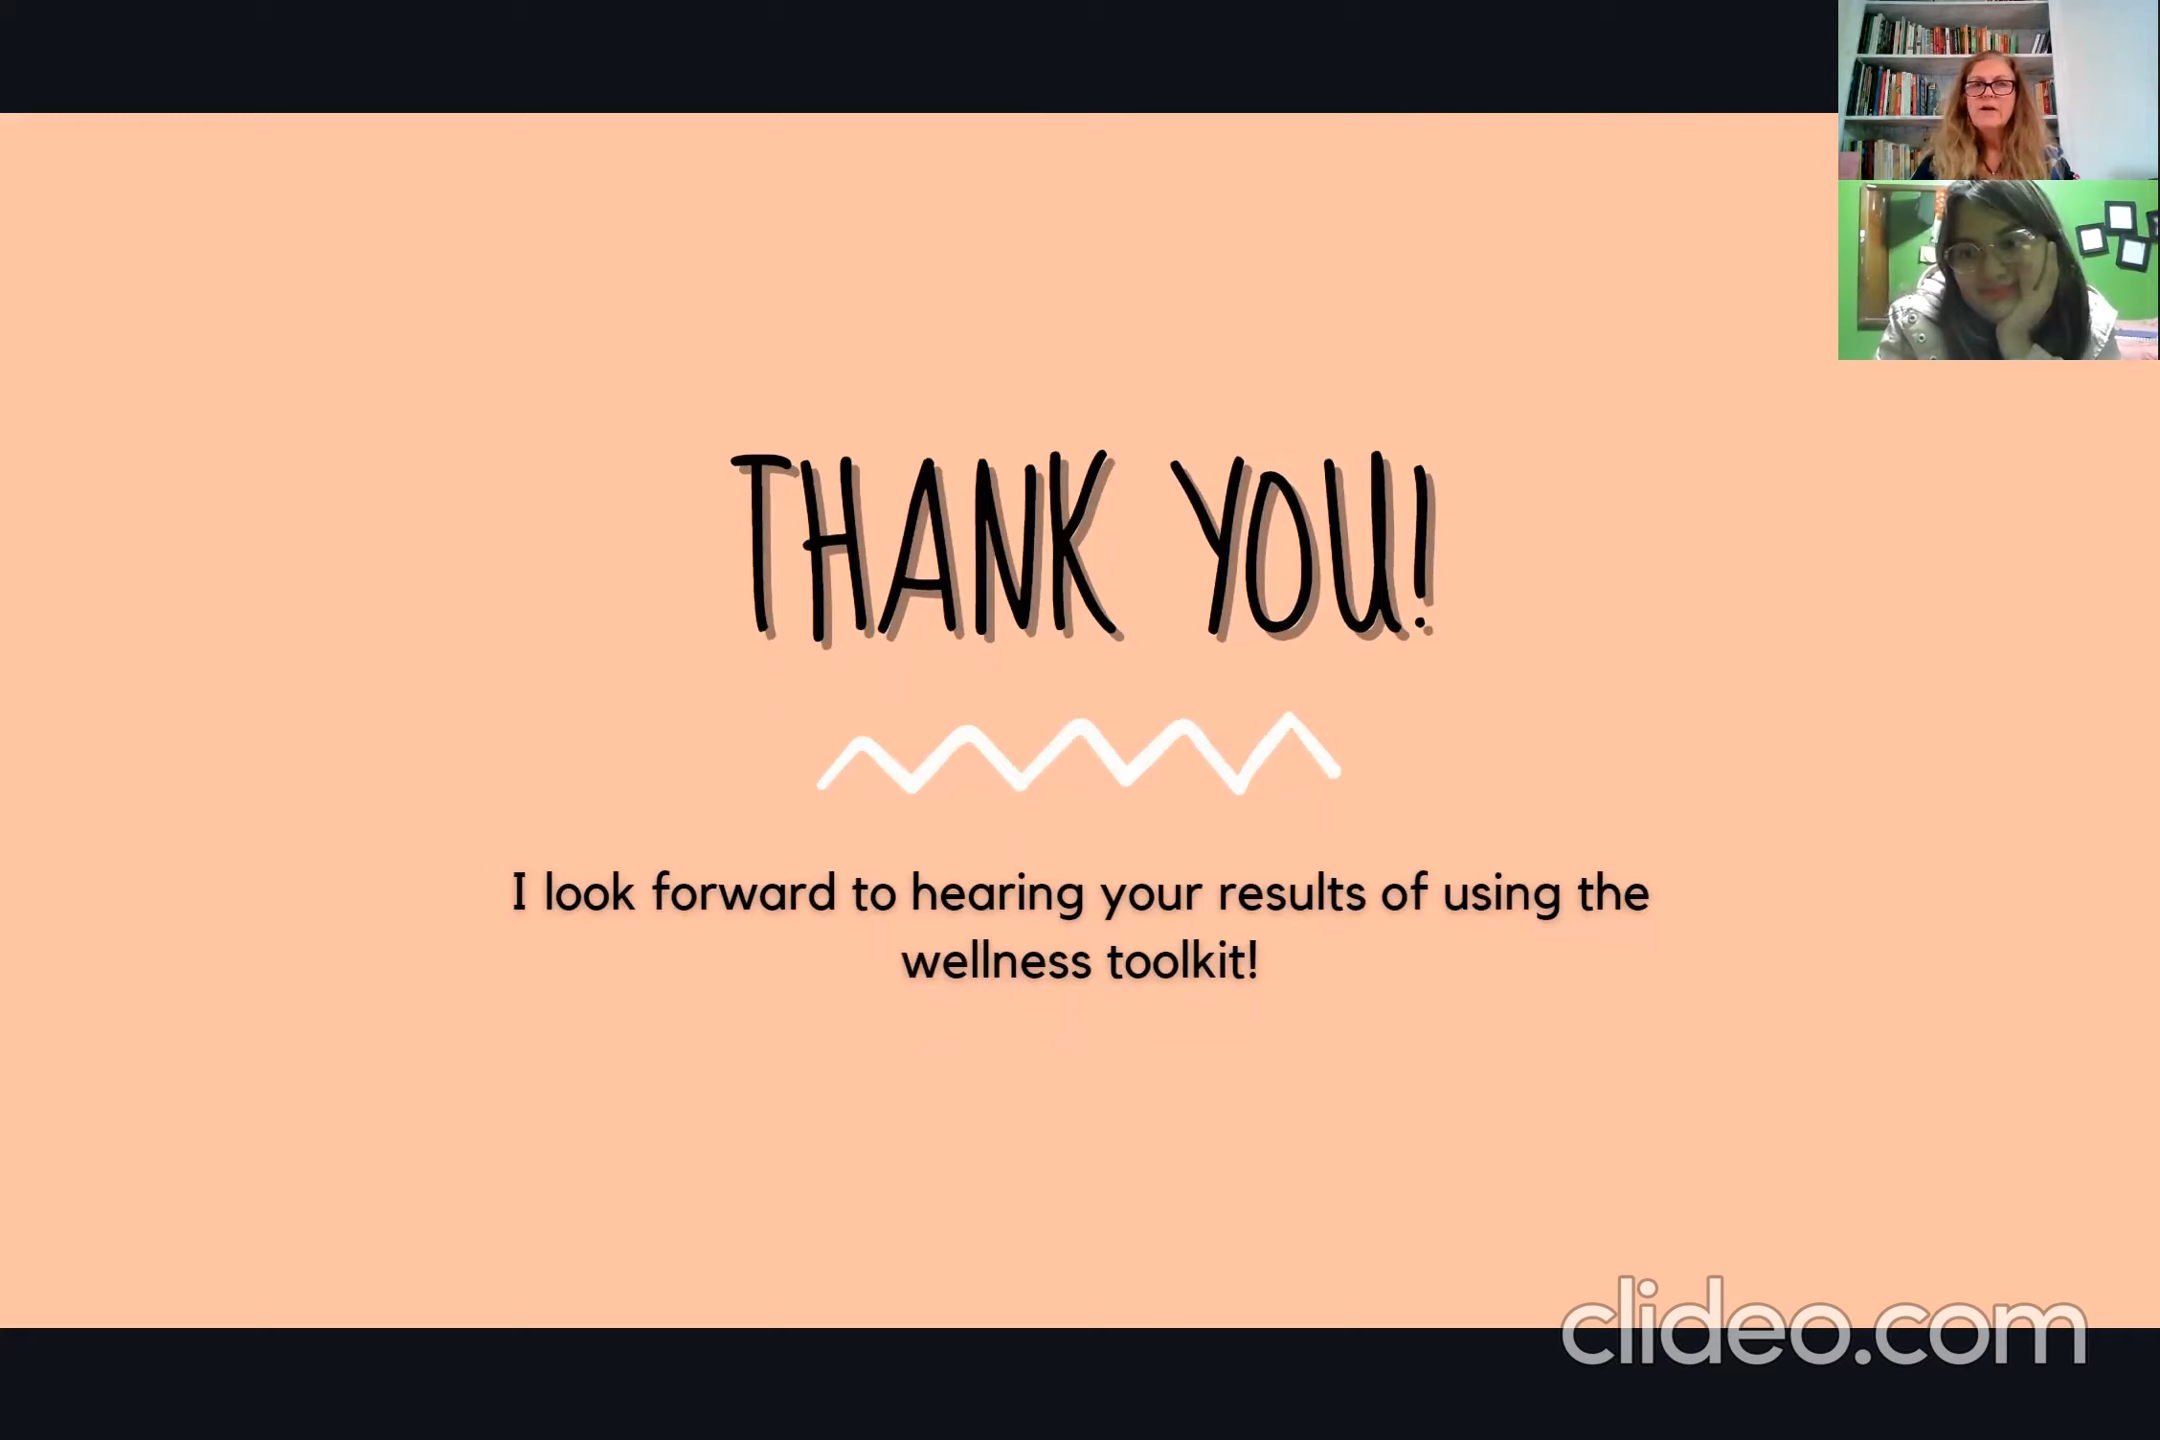 THANK YOU!
I look forward to hearing your results of using the
wellness toolkit!
clideo.com